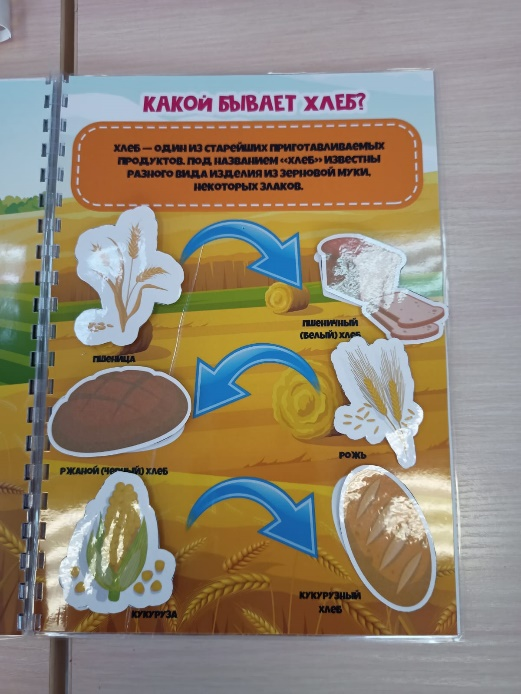 КАКОЙ БЫВАЕТ ХЛЕБ?
ХЛЕБ — ОДИН ИЗ СТАРЕЙШИХ ПРИГОТАВЛИВАЕМЫХ
ПРОДУКТОВ. ПОД НАЗВАНИЕМ «ХЛЕБ» ИЗВЕСТНЫ
РАЗНОГО ВИДА ИЗДЕЛИЯ ИЗ ЗЕРНОВОЙ МУКИ.
НЕКОТОРЫХ ЗЛАКОВ.
ПШЕНИЦА
ПШЕНИЧНЫЙ
(БЕЛЫЙ) ХЛЕБ
РЖАНОЙ (ЧЕРНЫЙ) ХЛЕБ
РОЖЬ
КУКУРУЗА
КУКУРУЗНЫЙ
ХЛЕБ